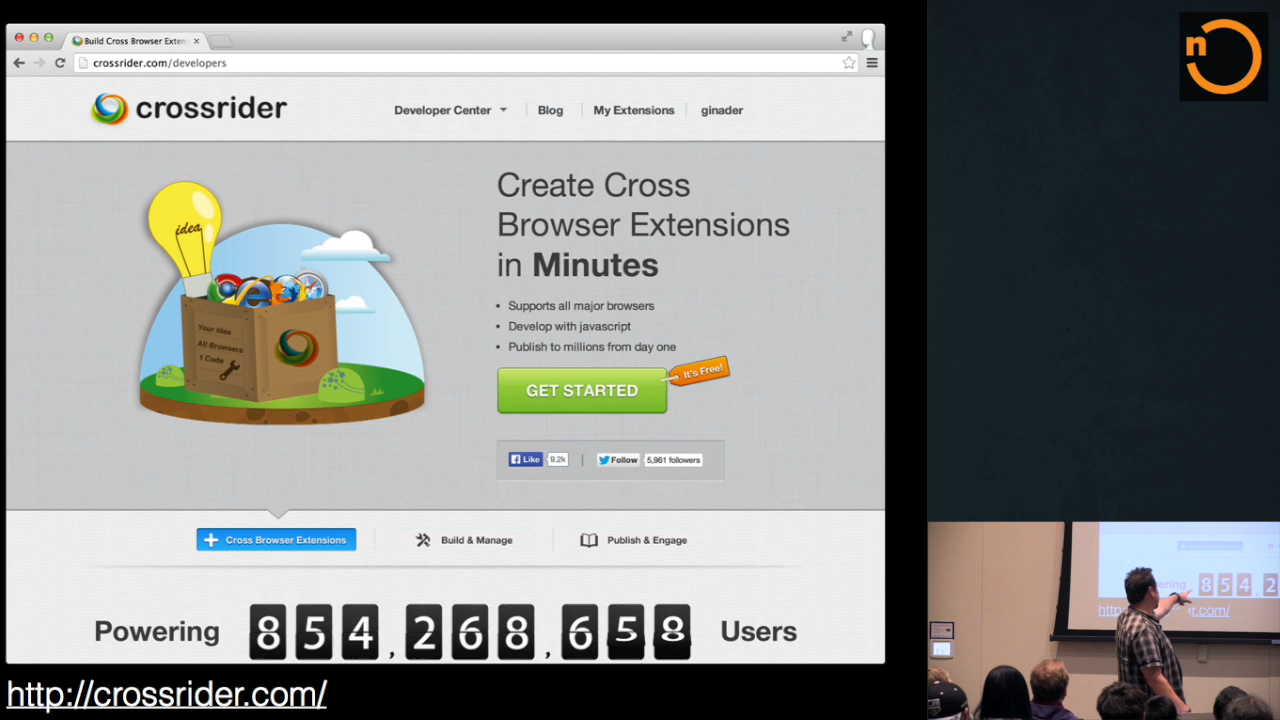 Build Cross Browser Exten
crossrider.com/developers
crossrider
Developer Center
Blog
My Extensions
ginader
idea
Your Idea
All Browsers
1 Code
Create Cross
Browser Extensions
in Minutes
• Supports all major browsers
• Develop with javascript
• Publish to millions from day one
GET STARTED
It's Free!
Like
9.2k
Follow
5,961 followers
Cross Browser Extensions
Build & Manage
Publish & Engage
Powering 854,268,658 Users
http://crossrider.com/
n
854,2